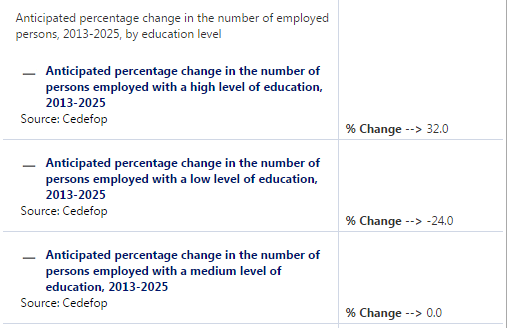 Anticipated percentage change in the number of employed
persons, 2013-2025, by education level
Anticipated percentage change in the number of
persons employed with a high level of education,
2013-2025
Source: Cedefop
% Change --> 32.0
Anticipated percentage change in the number of
persons employed with a low level of education,
2013-2025
Source: Cedefop
% Change --> -24.0
Anticipated percentage change in the number of
persons employed with a medium level of
education, 2013-2025
Source: Cedefop
% Change --> 0.0